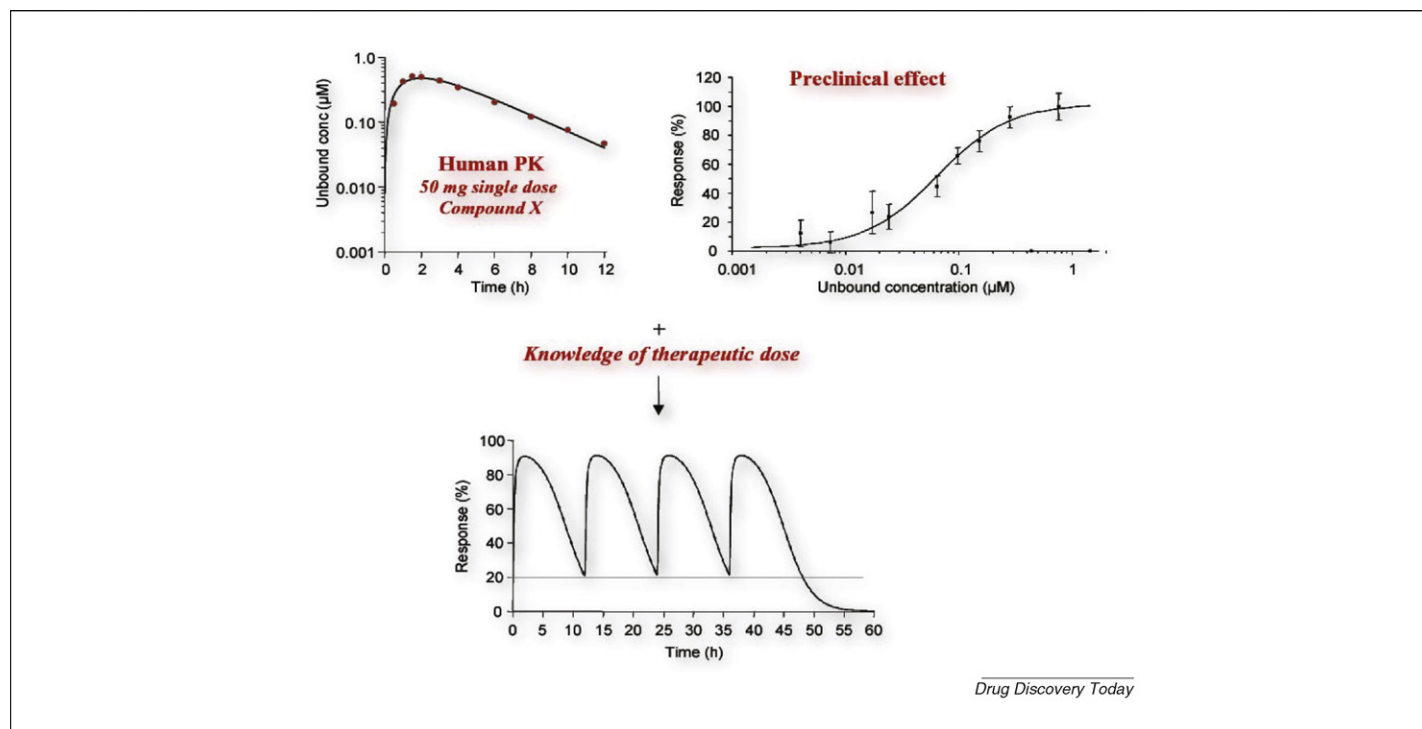 1.0
0.10
0.010
0.001
Unbound conc (µM)
Human PK
50 mg single dose
Compound X
0 2 4 6 8 10 12
Time (h)
Preclinical effect
120
100
80
60
40
20
0
Response (%)
0.001 0.01 0.1 1
Unbound concentration (µM)
+
Knowledge of therapeutic dose
100
80
60
40
20
0
Response (%)
0 5 10 15 20 25 30 35 40 45 50 55 60
Time (h)
Drug Discovery Today